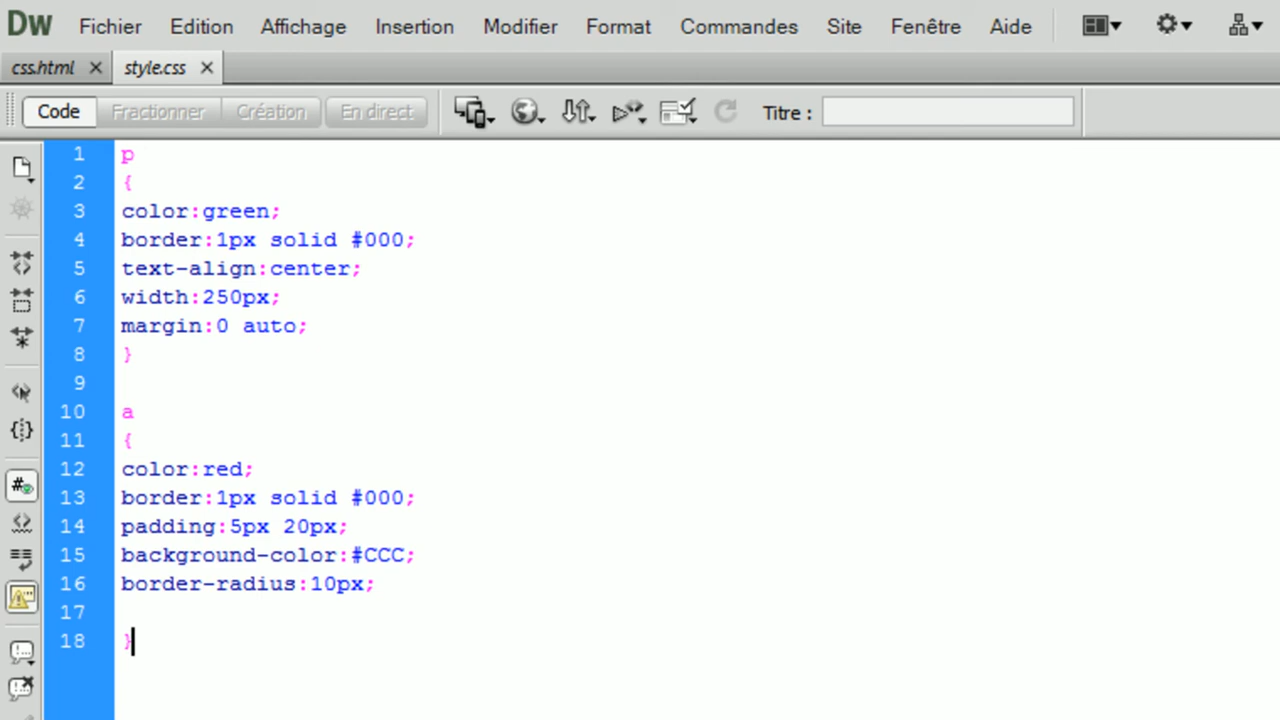 Dw Fichier Edition Affichage Insertion Modifier Format Commandes Site Fenêtre Aide
css.html style.css
Code Fractionner Création En direct Titre :
1 p
2 {
3 color:green;
4 border:1px solid #000;
5 text-align:center;
6 width:250px;
7 margin:0 auto;
8 }
9
10 a
11 {
12 color:red;
13 border:1px solid #000;
14 padding:5px 20px;
15 background-color:#CCC;
16 border-radius:10px;
17
18 }